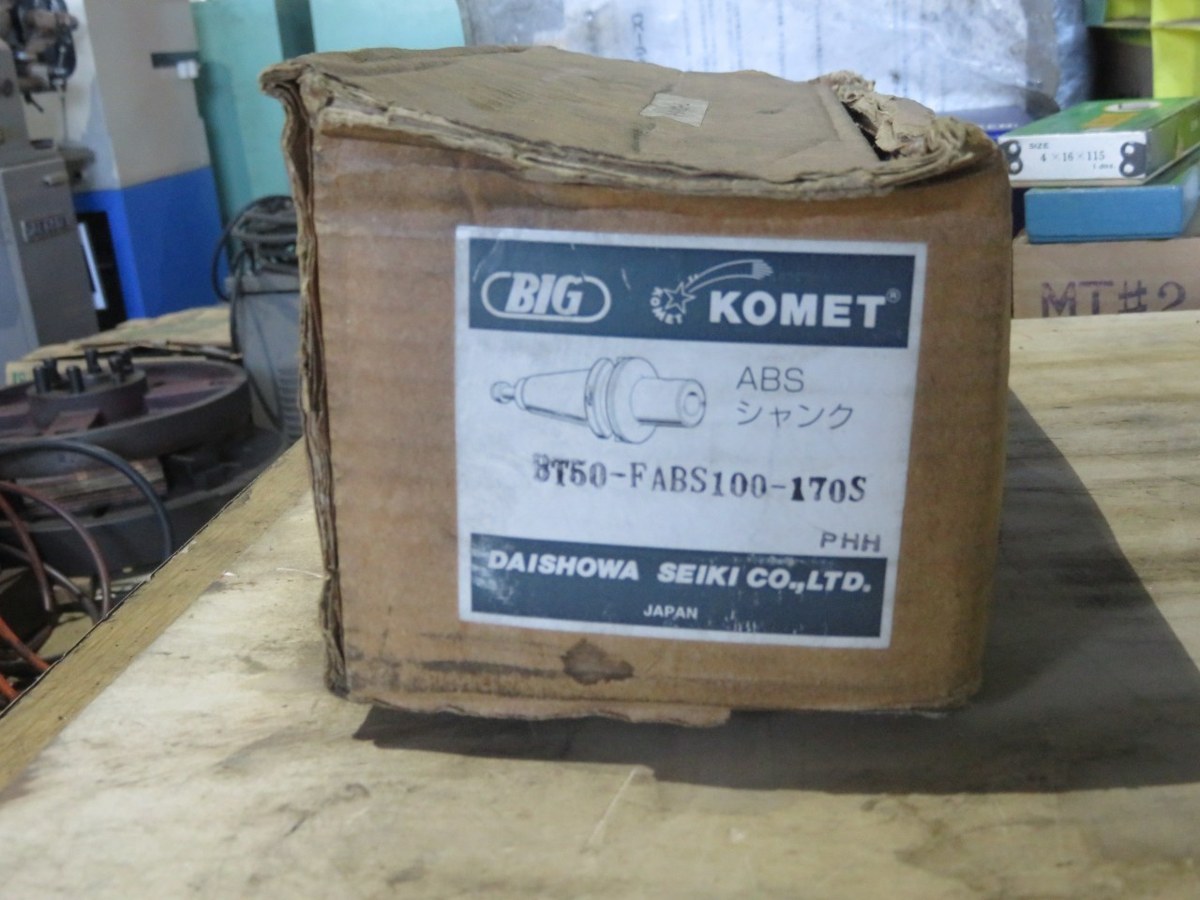 BIG
KOMET®
ABS
シャンク
BT50-FABS100-170S
PHH
DAISHOWA SEIKI CO.,LTD.
JAPAN
SIZE
4×16×115
MT#2